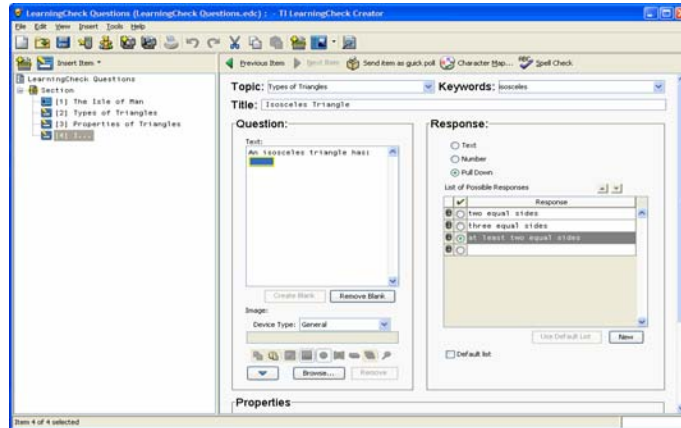 LearningCheck Questions (LearningCheck Questions.edc) : - TI LearningCheck Creator
File Edit View Insert Tools Help
Insert Item
Previous Item Next Item Send item as quick poll Character Map... Spell Check
LearningCheck Questions
Section
[1] The Isle of Man
[2] Types of Triangles
[3] Properties of Triangles
[4] I...
Topic: Types of Triangles Keywords: isosceles
Title: Isosceles Triangle
Question:
Text:
An isosceles triangle has:
Create Blank Remove Blank
Image:
Device Type: General
Browse... Remove
Response:
Text
Number
Pull Down
List of Possible Responses
Response
two equal sides
three equal sides
at least two equal sides
Use Default List New
Default list
Properties
Item 4 of 4 selected